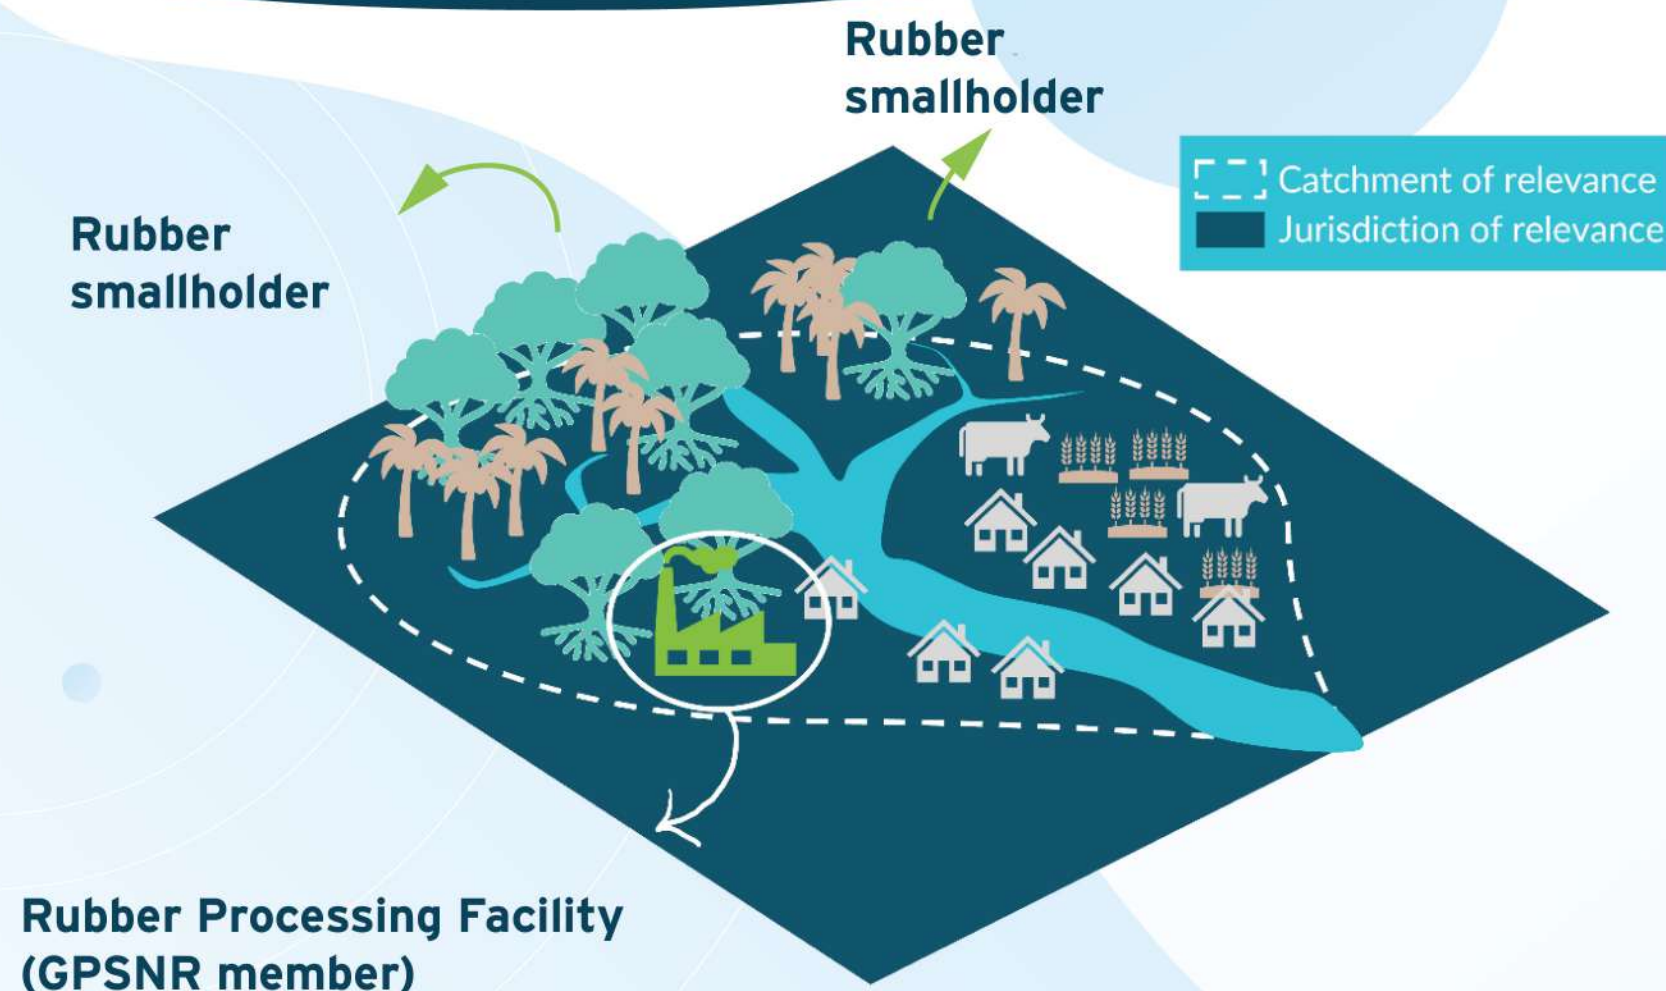 Rubber
smallholder
Rubber
smallholder
Catchment of relevance
Jurisdiction of relevance
Rubber Processing Facility
(GPSNR member)